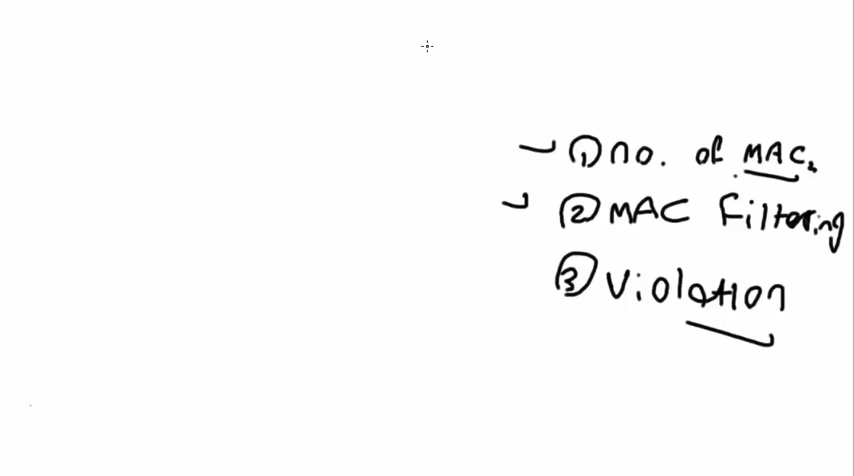 ① no. of MACs
② MAC Filtering
③ Violation